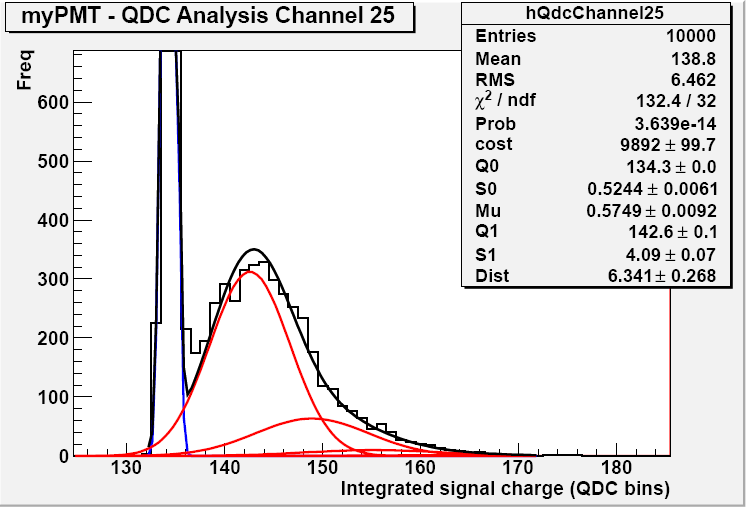 myPMT - QDC Analysis Channel 25
hQdcChannel25
Entries 10000
Mean 138.8
RMS 6.462
χ² / ndf 132.4 / 32
Prob 3.639e-14
cost 9892 ± 99.7
Q0 134.3 ± 0.0
S0 0.5244 ± 0.0061
Mu 0.5749 ± 0.0092
Q1 142.6 ± 0.1
S1 4.09 ± 0.07
Dist 6.341 ± 0.268
Freq
600
500
400
300
200
100
0
130 140 150 160 170 180
Integrated signal charge (QDC bins)